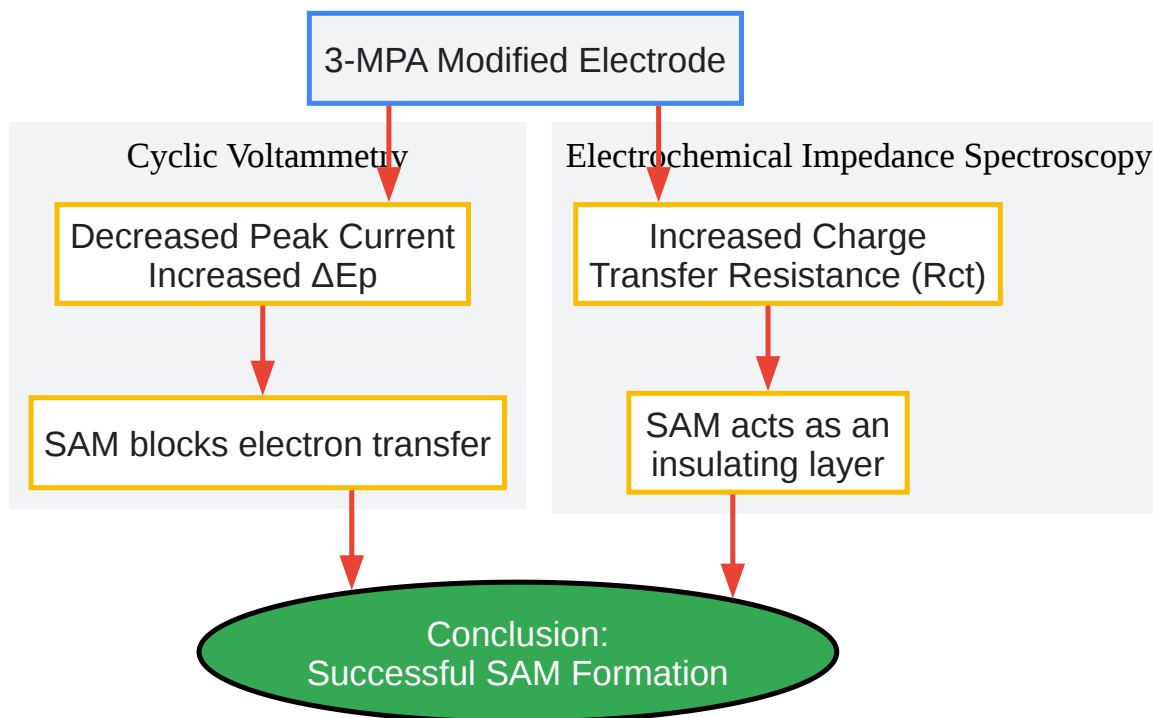 3-MPA Modified Electrode
Cyclic Voltammetry
Decreased Peak Current
Increased ΔEp
SAM blocks electron transfer
Electrochemical Impedance Spectroscopy
Increased Charge
Transfer Resistance (Rct)
SAM acts as an
insulating layer
Conclusion:
Successful SAM Formation